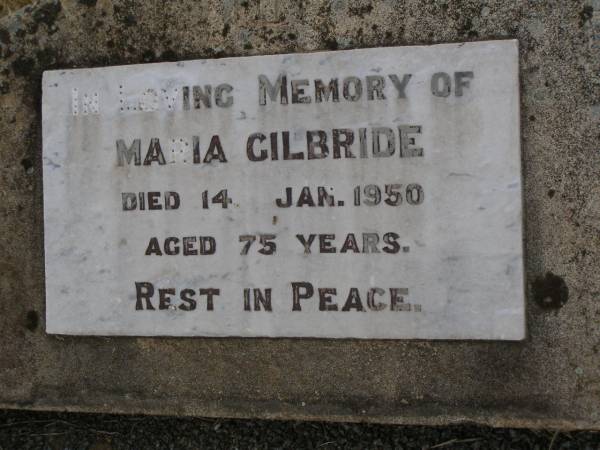 IN LOVING MEMORY OF
MARIA GILBRIDE
DIED 14. JAN. 1950
AGED 75 YEARS.
REST IN PEACE.